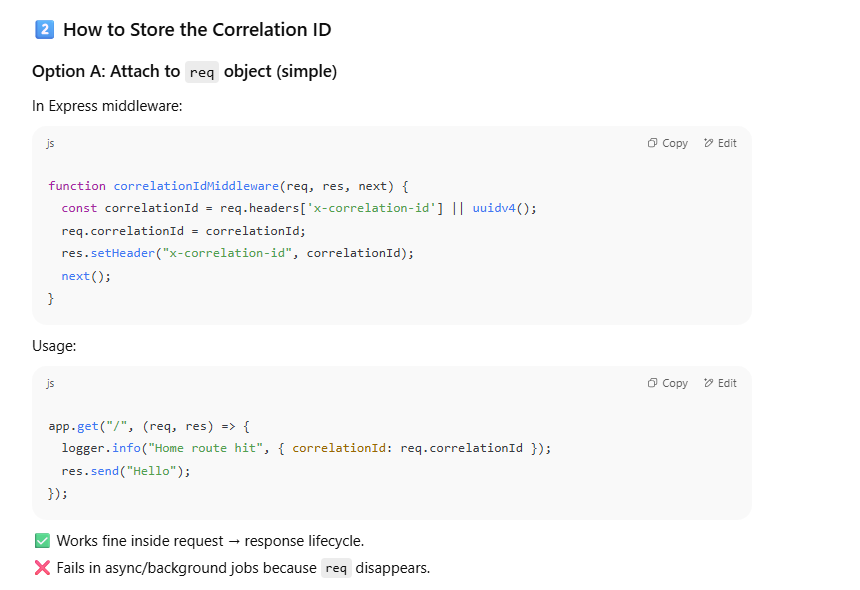 2 How to Store the Correlation ID
Option A: Attach to req object (simple)
In Express middleware:
js Copy Edit
function correlationIdMiddleware(req, res, next) {
  const correlationId = req.headers['x-correlation-id'] || uuidv4();
  req.correlationId = correlationId;
  res.setHeader("x-correlation-id", correlationId);
  next();
}
Usage:
js Copy Edit
app.get("/", (req, res) => {
  logger.info("Home route hit", { correlationId: req.correlationId });
  res.send("Hello");
});
✅ Works fine inside request → response lifecycle.
❌ Fails in async/background jobs because req disappears.